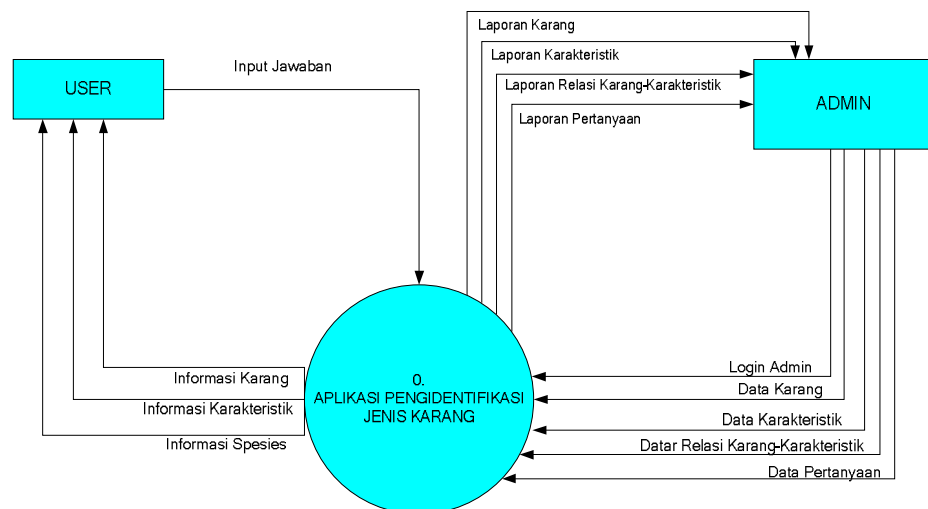 Laporan Karang
Laporan Karakteristik
Laporan Relasi Karang-Karakteristik
Laporan Pertanyaan
Input Jawaban
USER
ADMIN
Informasi Karang
Informasi Karakteristik
Informasi Spesies
0.
APLIKASI PENGIDENTIFIKASI
JENIS KARANG
Login Admin
Data Karang
Data Karakteristik
Datar Relasi Karang-Karakteristik
Data Pertanyaan